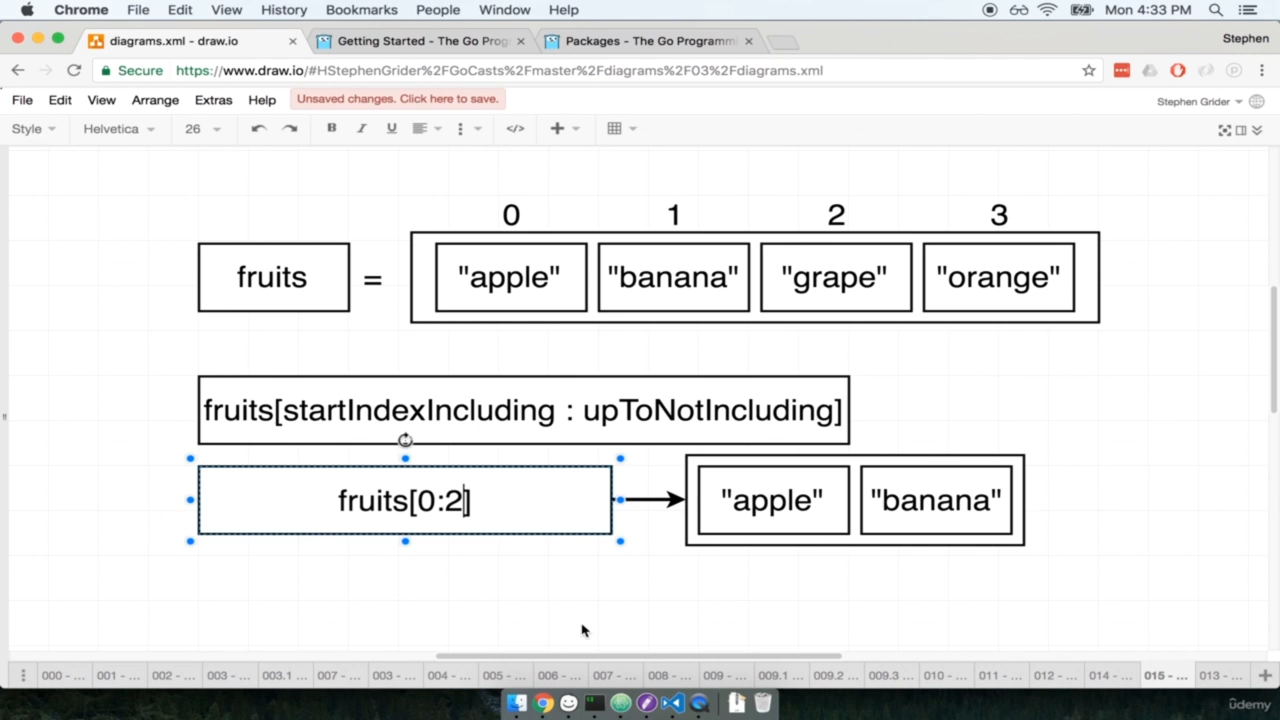 Chrome File Edit View History Bookmarks People Window Help Mon 4:33 PM
diagrams.xml - draw.io Getting Started - The Go Prog Packages - The Go Programmi Stephen
Secure https://www.draw.io/#HStephenGrider%2FGoCasts%2Fmaster%2Fdiagrams%2F03%2Fdiagrams.xml
File Edit View Arrange Extras Help Unsaved changes. Click here to save. Stephen Grider
Style Helvetica 26 B I U </>
0 1 2 3
fruits = "apple" "banana" "grape" "orange"
fruits[startIndexIncluding : upToNotIncluding]
fruits[0:2] "apple" "banana"
000 - ... 001 - ... 002 - ... 003 - ... 003.1 ... 007 - ... 003 - ... 004 - ... 005 - ... 006 - ... 007 - ... 008 - ... 009 - ... 009.1 ... 009.2 ... 009.3 ... 010 - ... 011 - ... 012 - ... 014 - ... 015 - ... 013 - ...
ûdemy